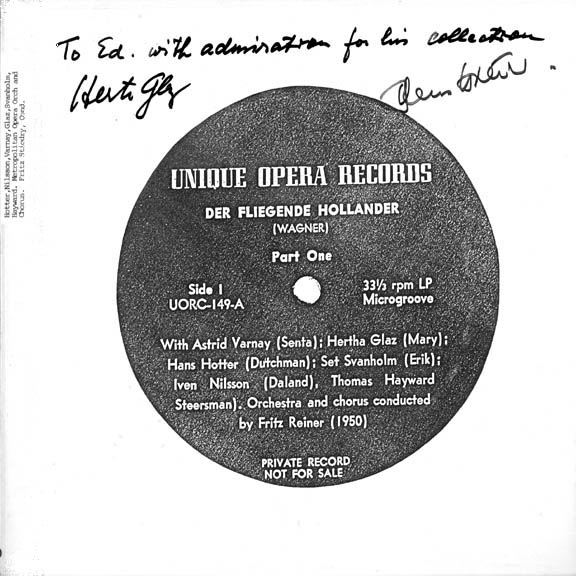 To Ed. with admiration for his collection
Herta Glaz
Hotter,Nilsson,Varnay,Glaz,Svanholm,
Hayward. Metropolitan Opera Orch and
Chorus. Fritz Stiedry, Cond.
UNIQUE OPERA RECORDS
DER FLIEGENDE HOLLANDER
(WAGNER)
Part One
Side 1
UORC-149-A
33⅓ rpm LP
Microgroove
With Astrid Varnay (Senta); Hertha Glaz (Mary);
Hans Hotter (Dutchman); Set Svanholm (Erik);
Iven Nilsson (Daland), Thomas Hayward
Steersman). Orchestra and chorus conducted
by Fritz Reiner (1950)
PRIVATE RECORD
NOT FOR SALE